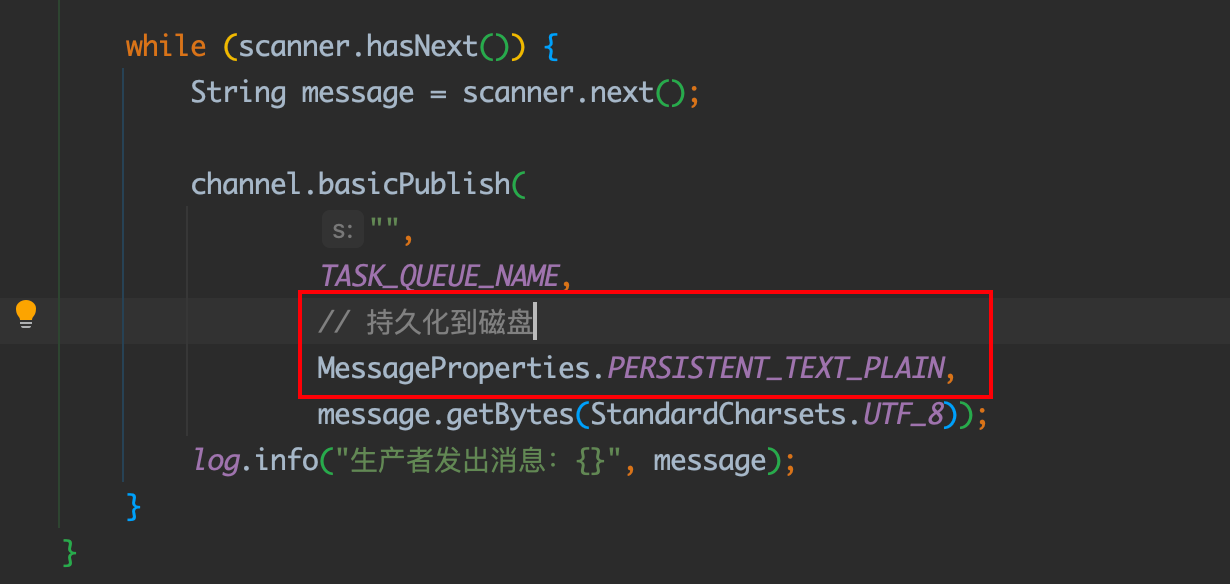 while (scanner.hasNext()) {
String message = scanner.next();
channel.basicPublish(
s: "",
TASK_QUEUE_NAME,
// 持久化到磁盘
MessageProperties.PERSISTENT_TEXT_PLAIN,
message.getBytes(StandardCharsets.UTF_8));
log.info("生产者发出消息: {}", message);
}
}